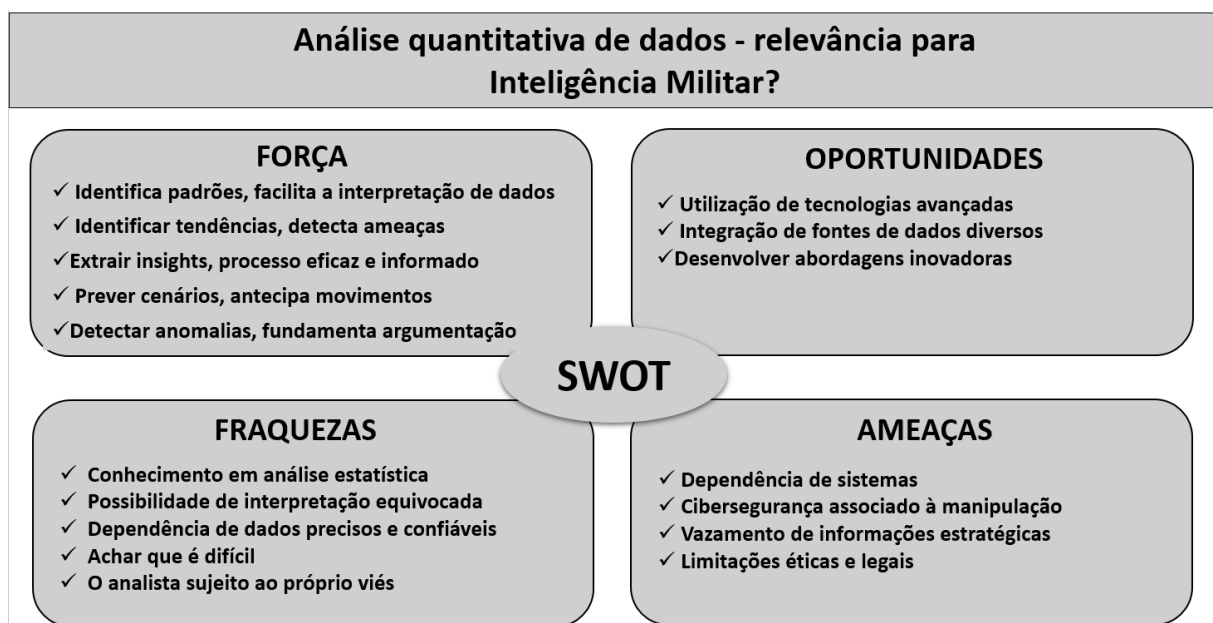 Análise quantitativa de dados - relevância para
Inteligência Militar?
FORÇA
✓ Identifica padrões, facilita a interpretação de dados
✓ Identificar tendências, detecta ameaças
✓Extrair insights, processo eficaz e informado
✓ Prever cenários, antecipa movimentos
✓Detectar anomalias, fundamenta argumentação
OPORTUNIDADES
✓ Utilização de tecnologias avançadas
✓ Integração de fontes de dados diversos
✓Desenvolver abordagens inovadoras
SWOT
FRAQUEZAS
✓ Conhecimento em análise estatística
✓ Possibilidade de interpretação equivocada
✓ Dependência de dados precisos e confiáveis
✓ Achar que é difícil
✓ O analista sujeito ao próprio viés
AMEAÇAS
✓ Dependência de sistemas
✓ Cibersegurança associado à manipulação
✓ Vazamento de informações estratégicas
✓ Limitações éticas e legais